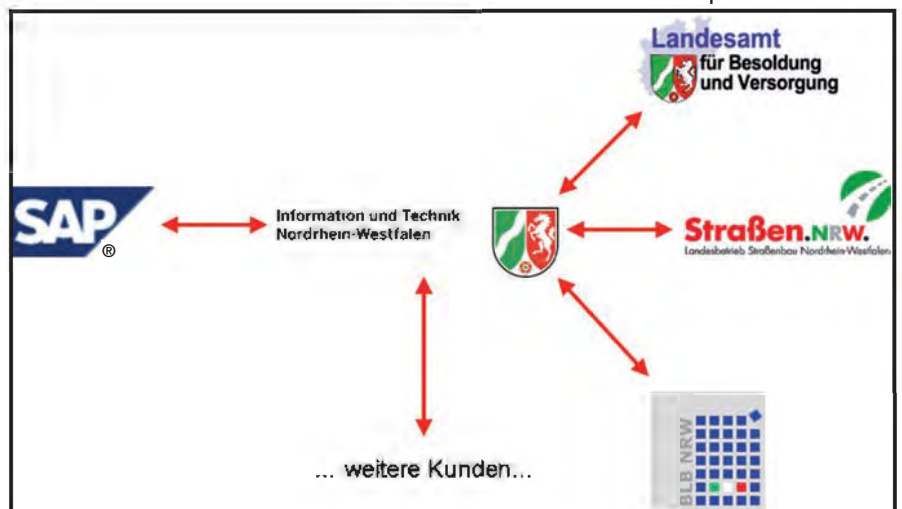 Landesamt
für Besoldung
und Versorgung
SAP
®
Information und Technik
Nordrhein-Westfalen
Straßen.NRW.
Landesbetrieb Straßenbau Nordrhein-Westfalen
... weitere Kunden...
BLB NRW